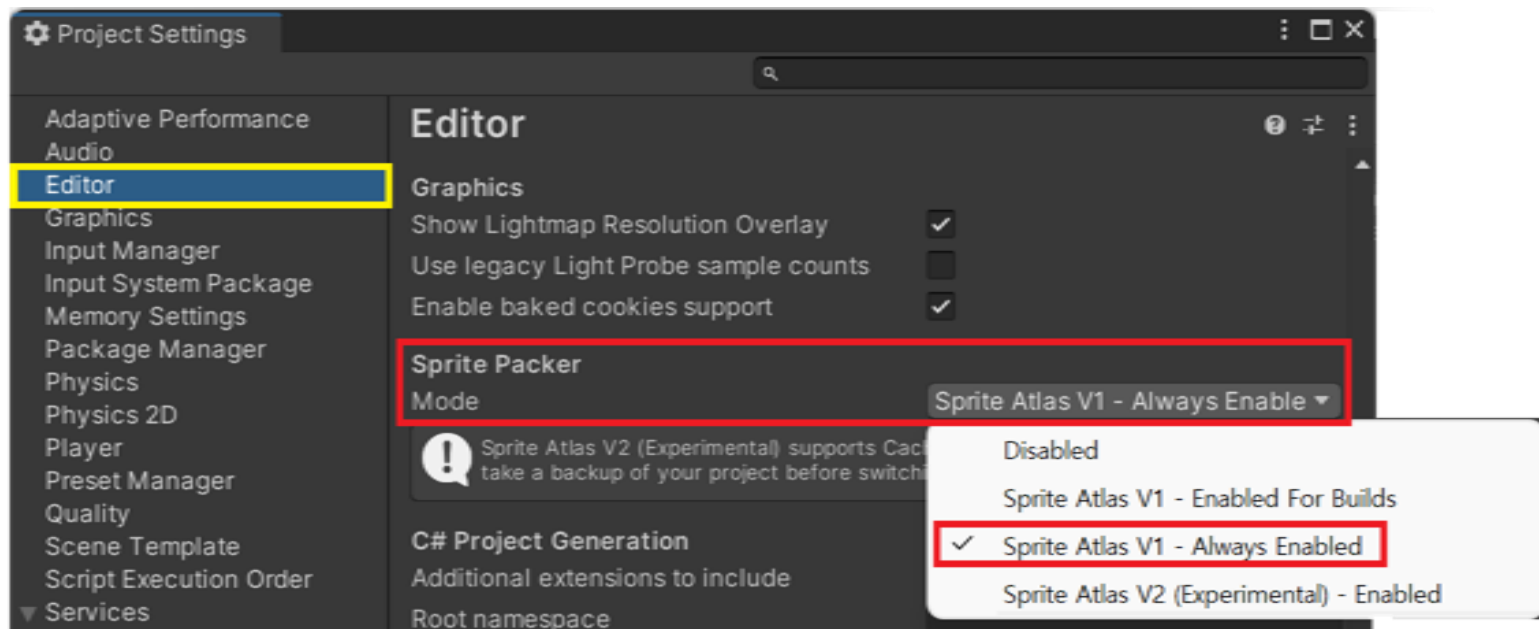 Project Settings
Adaptive Performance
Audio
Editor
Graphics
Input Manager
Input System Package
Memory Settings
Package Manager
Physics
Physics 2D
Player
Preset Manager
Quality
Scene Template
Script Execution Order
Services
Editor
Graphics
Show Lightmap Resolution Overlay
Use legacy Light Probe sample counts
Enable baked cookies support
Sprite Packer
Mode
Sprite Atlas V1 - Always Enable
Sprite Atlas V2 (Experimental) supports
take a backup of your project before
C# Project Generation
Additional extensions to include
Root namespace
Disabled
Sprite Atlas V1 - Enabled For Builds
Sprite Atlas V1 - Always Enabled
Sprite Atlas V2 (Experimental) - Enabled